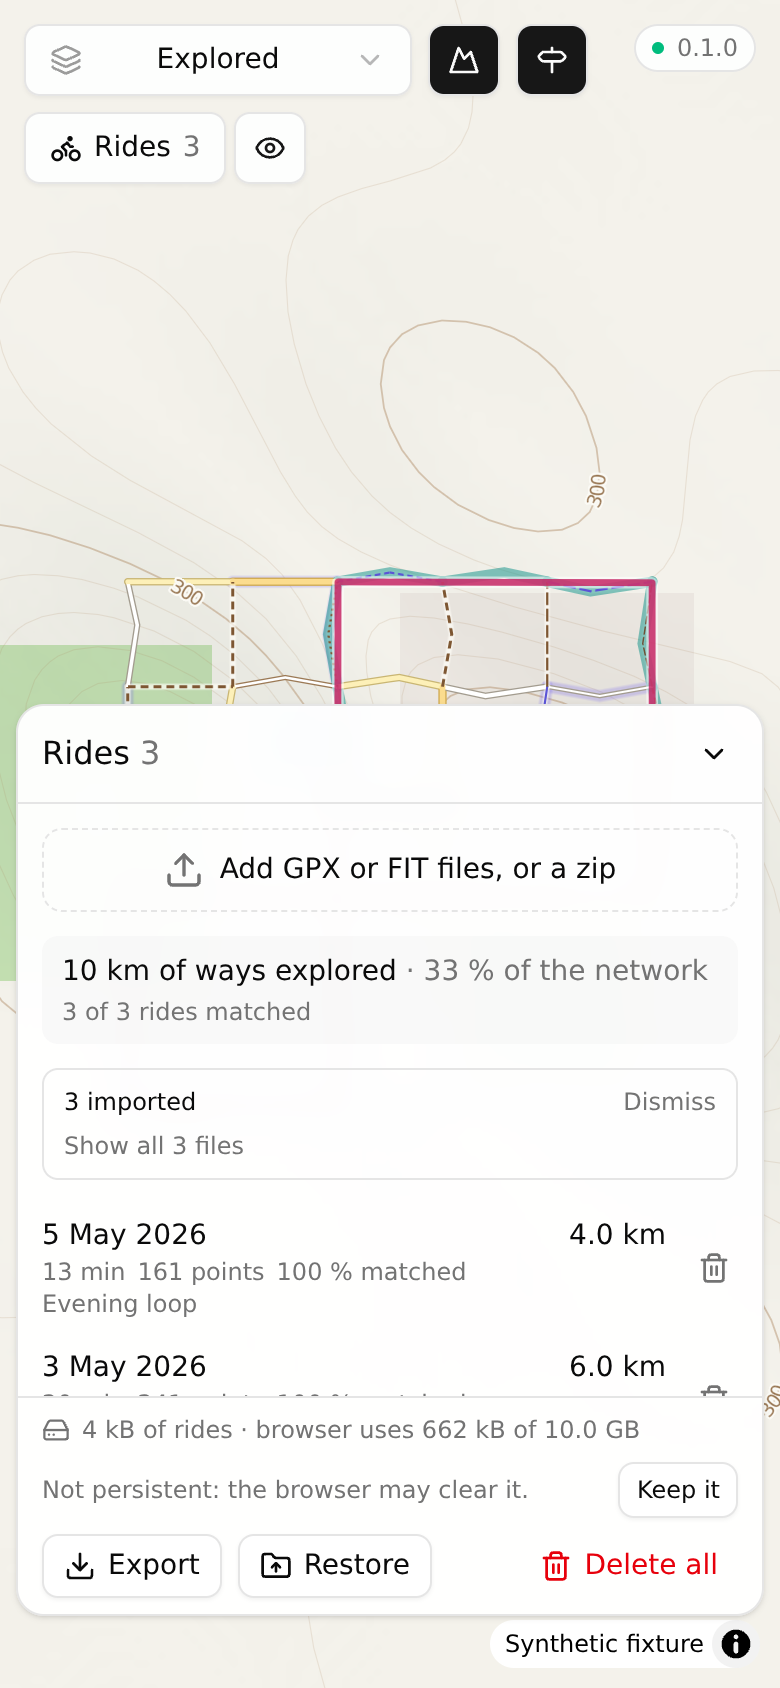 Explored
0.1.0
Rides 3
300
300
Rides 3
Add GPX or FIT files, or a zip
10 km of ways explored · 33 % of the network
3 of 3 rides matched
3 imported
Dismiss
Show all 3 files
5 May 2026
4.0 km
13 min 161 points 100 % matched
Evening loop
3 May 2026
6.0 km
300
4 kB of rides · browser uses 662 kB of 10.0 GB
Not persistent: the browser may clear it.
Keep it
Export
Restore
Delete all
Synthetic fixture